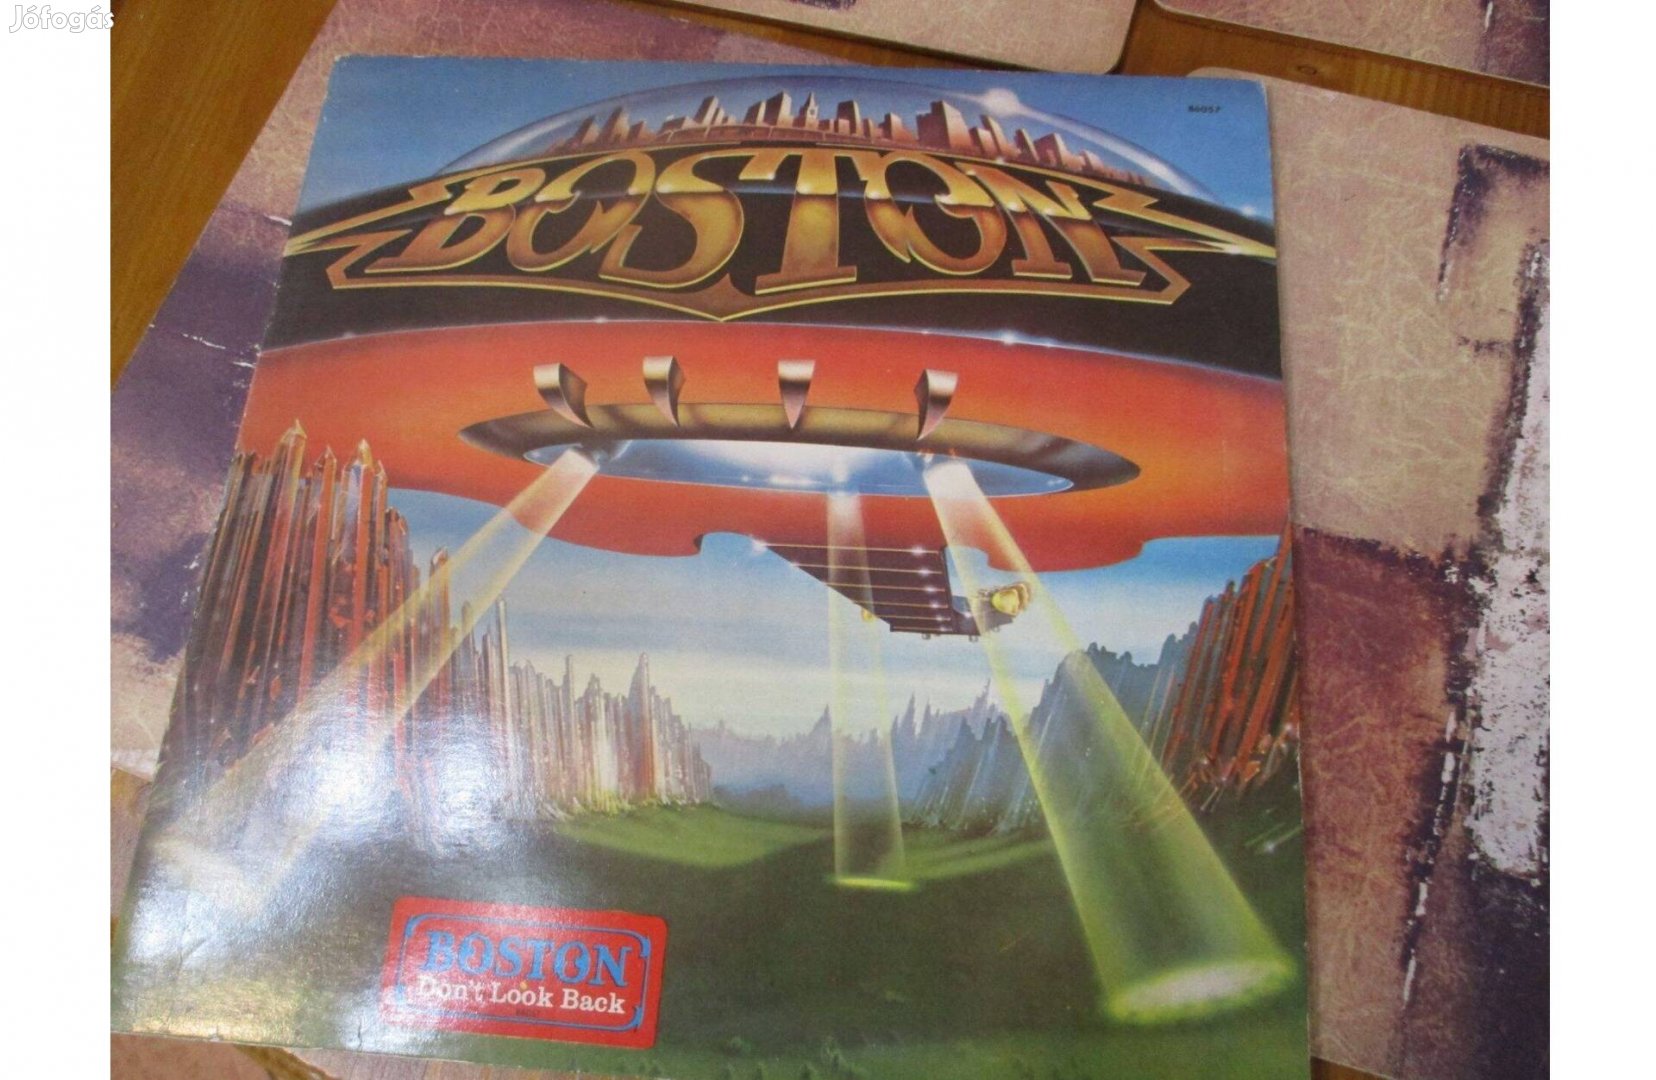 Jófogás
86057
BOSTON
BOSTON
Don't Look Back